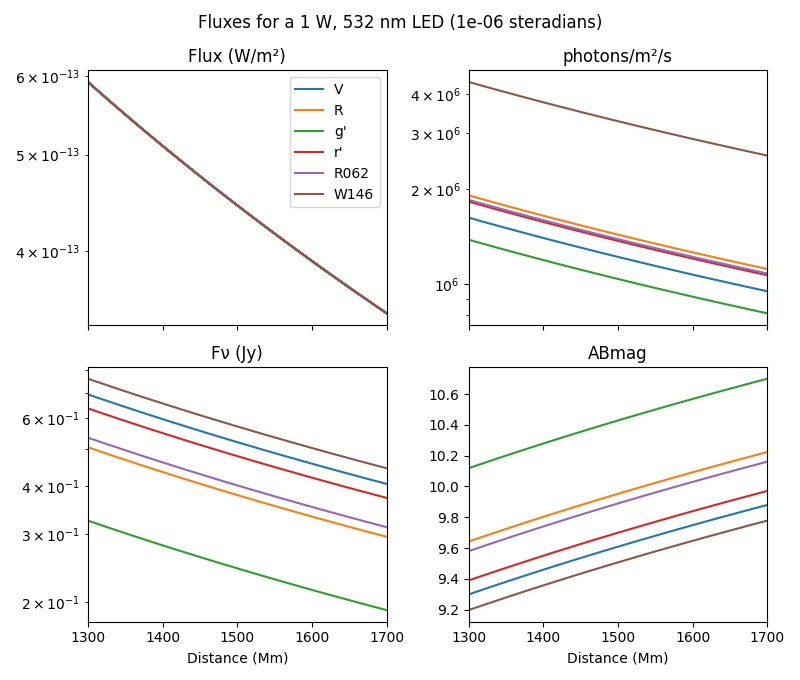 Fluxes for a 1 W, 532 nm LED (1e-06 steradians)
Flux (W/m²)
6 × 10⁻¹³
5 × 10⁻¹³
4 × 10⁻¹³
V
R
g'
r'
R062
W146
photons/m²/s
4 × 10⁶
3 × 10⁶
2 × 10⁶
10⁶
Fν (Jy)
6 × 10⁻¹
4 × 10⁻¹
3 × 10⁻¹
2 × 10⁻¹
1300 1400 1500 1600 1700
Distance (Mm)
ABmag
10.6
10.4
10.2
10.0
9.8
9.6
9.4
9.2
1300 1400 1500 1600 1700
Distance (Mm)